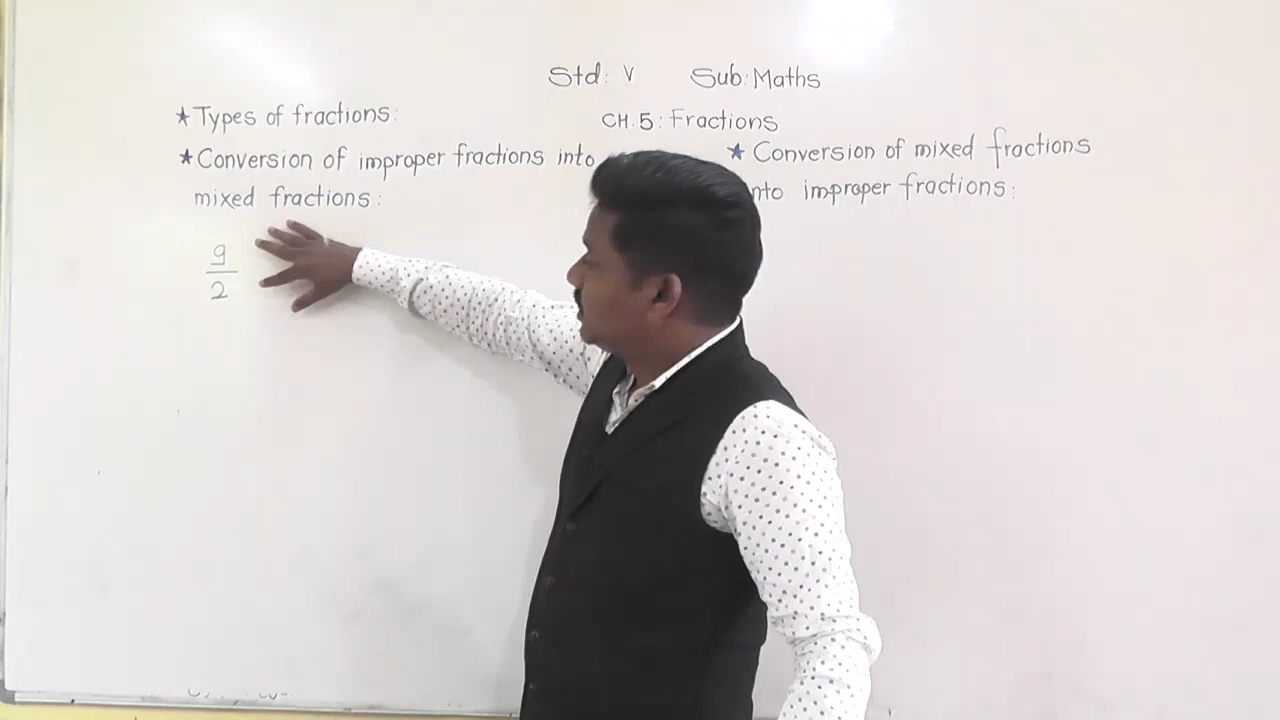 Std: V Sub: Maths
★ Types of fractions:
CH.5: Fractions
★ Conversion of improper fractions into
mixed fractions:
★ Conversion of mixed fractions
nto improper fractions:
9
2